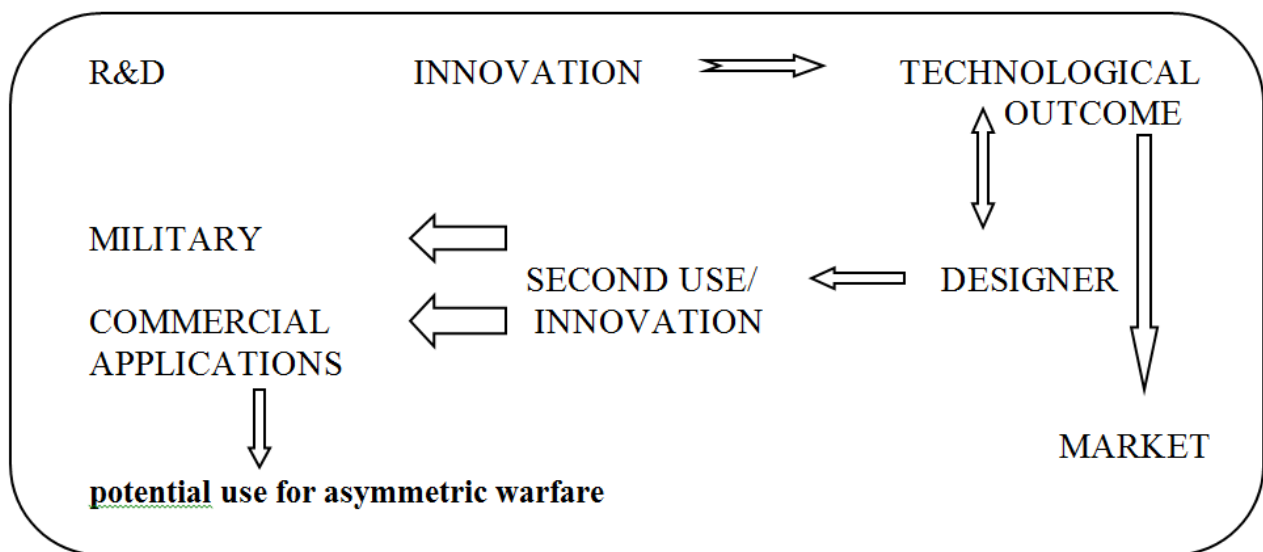 R&D INNOVATION TECHNOLOGICAL
OUTCOME
MILITARY
SECOND USE/ DESIGNER
COMMERCIAL INNOVATION
APPLICATIONS
MARKET
potential use for asymmetric warfare